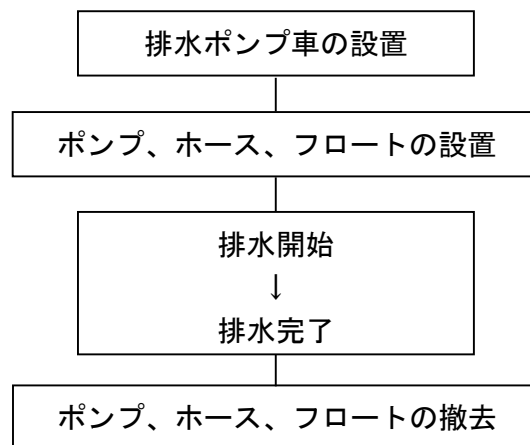 排水ポンプ車の設置
ポンプ、ホース、フロートの設置
排水開始
↓
排水完了
ポンプ、ホース、フロートの撤去